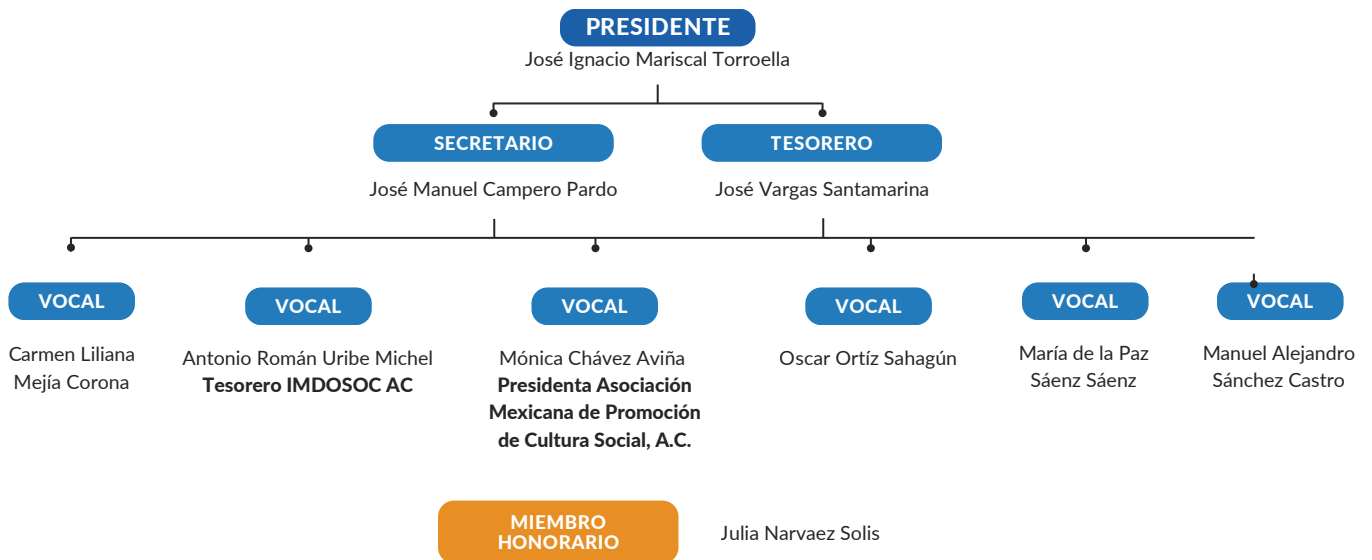 PRESIDENTE
José Ignacio Mariscal Torroella
SECRETARIO
José Manuel Campero Pardo
TESORERO
José Vargas Santamarina
VOCAL
Carmen Liliana
Mejía Corona
VOCAL
Antonio Román Uribe Michel
Tesorero IMDOSOC AC
VOCAL
Mónica Chávez Aviña
Presidenta Asociación
Mexicana de Promoción
de Cultura Social, A.C.
VOCAL
Oscar Ortíz Sahagún
VOCAL
María de la Paz
Sáenz Sáenz
VOCAL
Manuel Alejandro
Sánchez Castro
MIEMBRO
HONORARIO
Julia Narvaez Solis